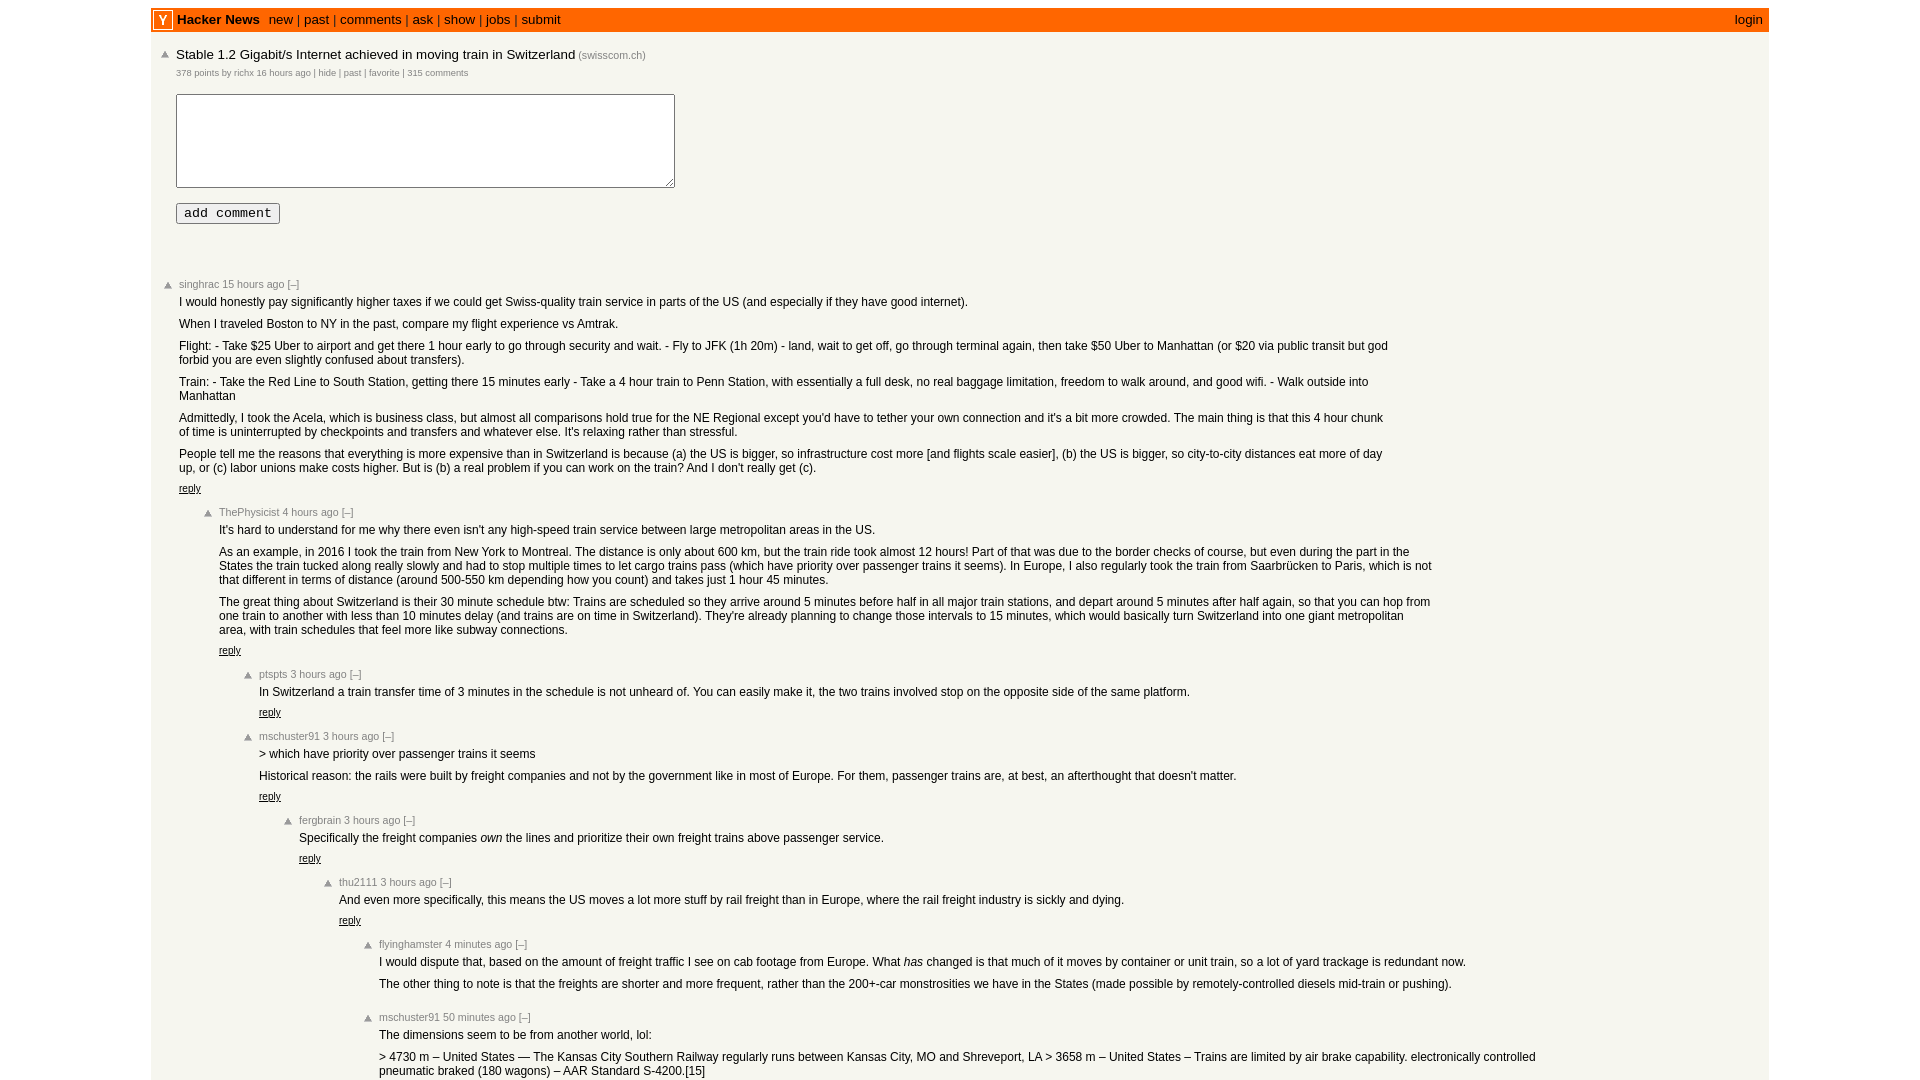 Y Hacker News new | past | comments | ask | show | jobs | submit login
Stable 1.2 Gigabit/s Internet achieved in moving train in Switzerland (swisscom.ch)
378 points by richx 16 hours ago | hide | past | favorite | 315 comments
add comment
singhrac 15 hours ago [–]
I would honestly pay significantly higher taxes if we could get Swiss-quality train service in parts of the US (and especially if they have good internet).
When I traveled Boston to NY in the past, compare my flight experience vs Amtrak.
Flight: - Take $25 Uber to airport and get there 1 hour early to go through security and wait. - Fly to JFK (1h 20m) - land, wait to get off, go through terminal again, then take $50 Uber to Manhattan (or $20 via public transit but god
forbid you are even slightly confused about transfers).
Train: - Take the Red Line to South Station, getting there 15 minutes early - Take a 4 hour train to Penn Station, with essentially a full desk, no real baggage limitation, freedom to walk around, and good wifi. - Walk outside into
Manhattan
Admittedly, I took the Acela, which is business class, but almost all comparisons hold true for the NE Regional except you'd have to tether your own connection and it's a bit more crowded. The main thing is that this 4 hour chunk
of time is uninterrupted by checkpoints and transfers and whatever else. It's relaxing rather than stressful.
People tell me the reasons that everything is more expensive than in Switzerland is because (a) the US is bigger, so infrastructure cost more [and flights scale easier], (b) the US is bigger, so city-to-city distances eat more of day
up, or (c) labor unions make costs higher. But is (b) a real problem if you can work on the train? And I don't really get (c).
reply
ThePhysicist 4 hours ago [–]
It's hard to understand for me why there even isn't any high-speed train service between large metropolitan areas in the US.
As an example, in 2016 I took the train from New York to Montreal. The distance is only about 600 km, but the train ride took almost 12 hours! Part of that was due to the border checks of course, but even during the part in the
States the train tucked along really slowly and had to stop multiple times to let cargo trains pass (which have priority over passenger trains it seems). In Europe, I also regularly took the train from Saarbrücken to Paris, which is not
that different in terms of distance (around 500-550 km depending how you count) and takes just 1 hour 45 minutes.
The great thing about Switzerland is their 30 minute schedule btw: Trains are scheduled so they arrive around 5 minutes before half in all major train stations, and depart around 5 minutes after half again, so that you can hop from
one train to another with less than 10 minutes delay (and trains are on time in Switzerland). They're already planning to change those intervals to 15 minutes, which would basically turn Switzerland into one giant metropolitan
area, with train schedules that feel more like subway connections.
reply
ptspts 3 hours ago [–]
In Switzerland a train transfer time of 3 minutes in the schedule is not unheard of. You can easily make it, the two trains involved stop on the opposite side of the same platform.
reply
mschuster91 3 hours ago [–]
> which have priority over passenger trains it seems
Historical reason: the rails were built by freight companies and not by the government like in most of Europe. For them, passenger trains are, at best, an afterthought that doesn't matter.
reply
fergbrain 3 hours ago [–]
Specifically the freight companies own the lines and prioritize their own freight trains above passenger service.
reply
thu2111 3 hours ago [–]
And even more specifically, this means the US moves a lot more stuff by rail freight than in Europe, where the rail freight industry is sickly and dying.
reply
flyinghamster 4 minutes ago [–]
I would dispute that, based on the amount of freight traffic I see on cab footage from Europe. What has changed is that much of it moves by container or unit train, so a lot of yard trackage is redundant now.
The other thing to note is that the freights are shorter and more frequent, rather than the 200+-car monstrosities we have in the States (made possible by remotely-controlled diesels mid-train or pushing).
mschuster91 50 minutes ago [–]
The dimensions seem to be from another world, lol:
> 4730 m – United States — The Kansas City Southern Railway regularly runs between Kansas City, MO and Shreveport, LA > 3658 m – United States – Trains are limited by air brake capability. electronically controlled
pneumatic braked (180 wagons) – AAR Standard S-4200.[15]